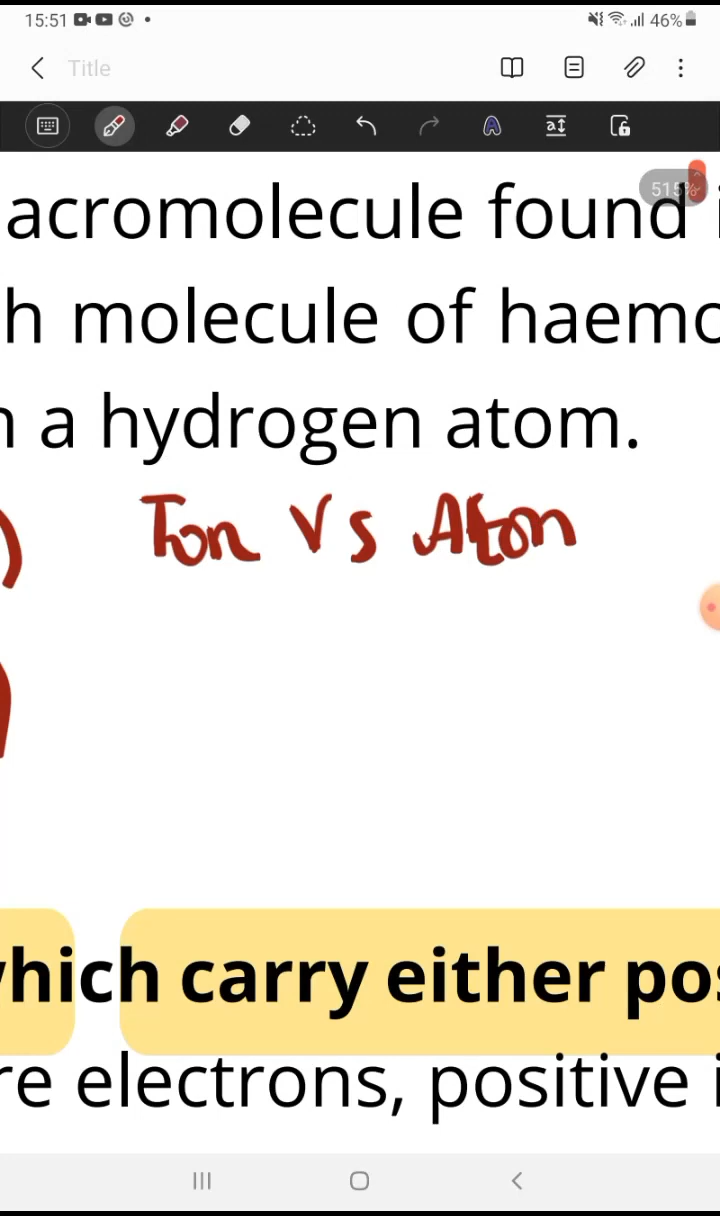 15:51 46%
Title
515%
acromolecule found i
h molecule of haemo
n a hydrogen atom.
Ion Vs Atom
which carry either pos
re electrons, positive i